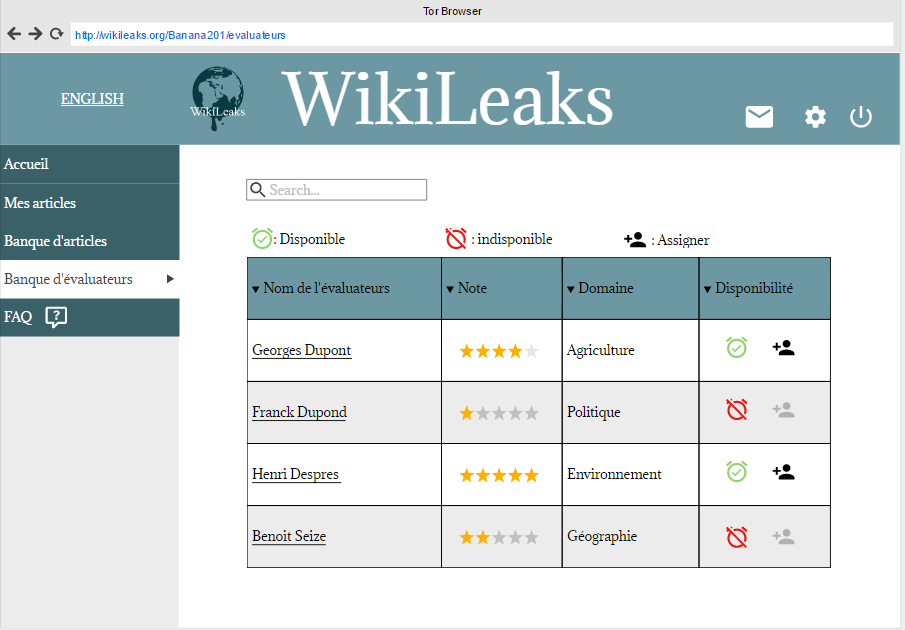 Tor Browser
http://wikileaks.org/Banana201/evaluateurs
ENGLISH
WikiLeaks
WikiLeaks
Accueil
Mes articles
Banque d'articles
Banque d'évaluateurs
FAQ ?
Search...
: Disponible : indisponible : Assigner
Nom de l'évaluateurs Note Domaine Disponibilité
Georges Dupont Agriculture
Franck Dupond Politique
Henri Despres Environnement
Benoit Seize Géographie